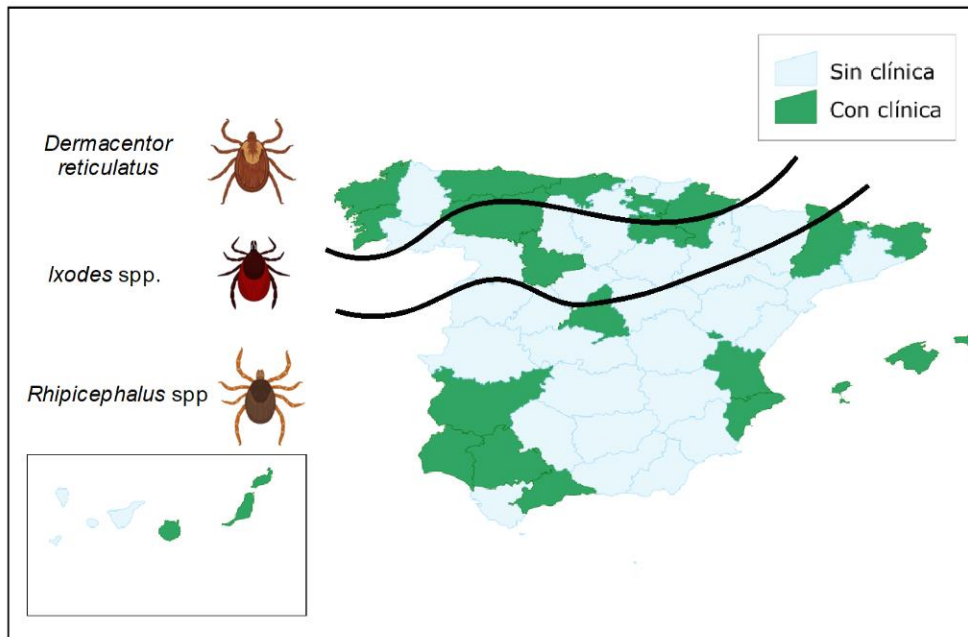 Sin clínica
Con clínica
Dermacentor
reticulatus
Ixodes spp.
Rhipicephalus spp